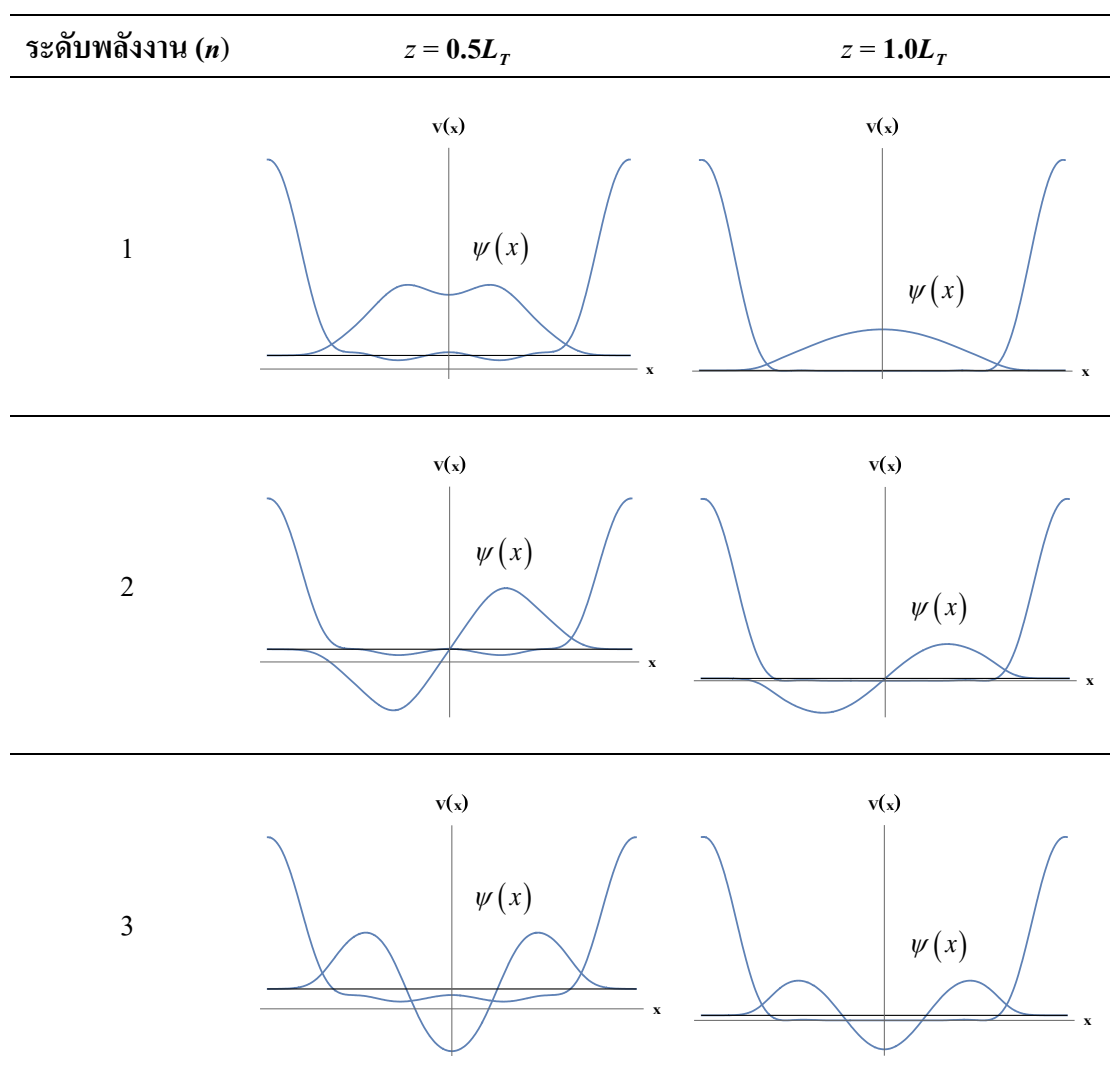 ระดับพลังงาน (n) z = 0.5L_T z = 1.0L_T
v(x) v(x)
1 ψ(x) ψ(x)
x x
v(x) v(x)
2 ψ(x) ψ(x)
x x
v(x) v(x)
3 ψ(x) ψ(x)
x x